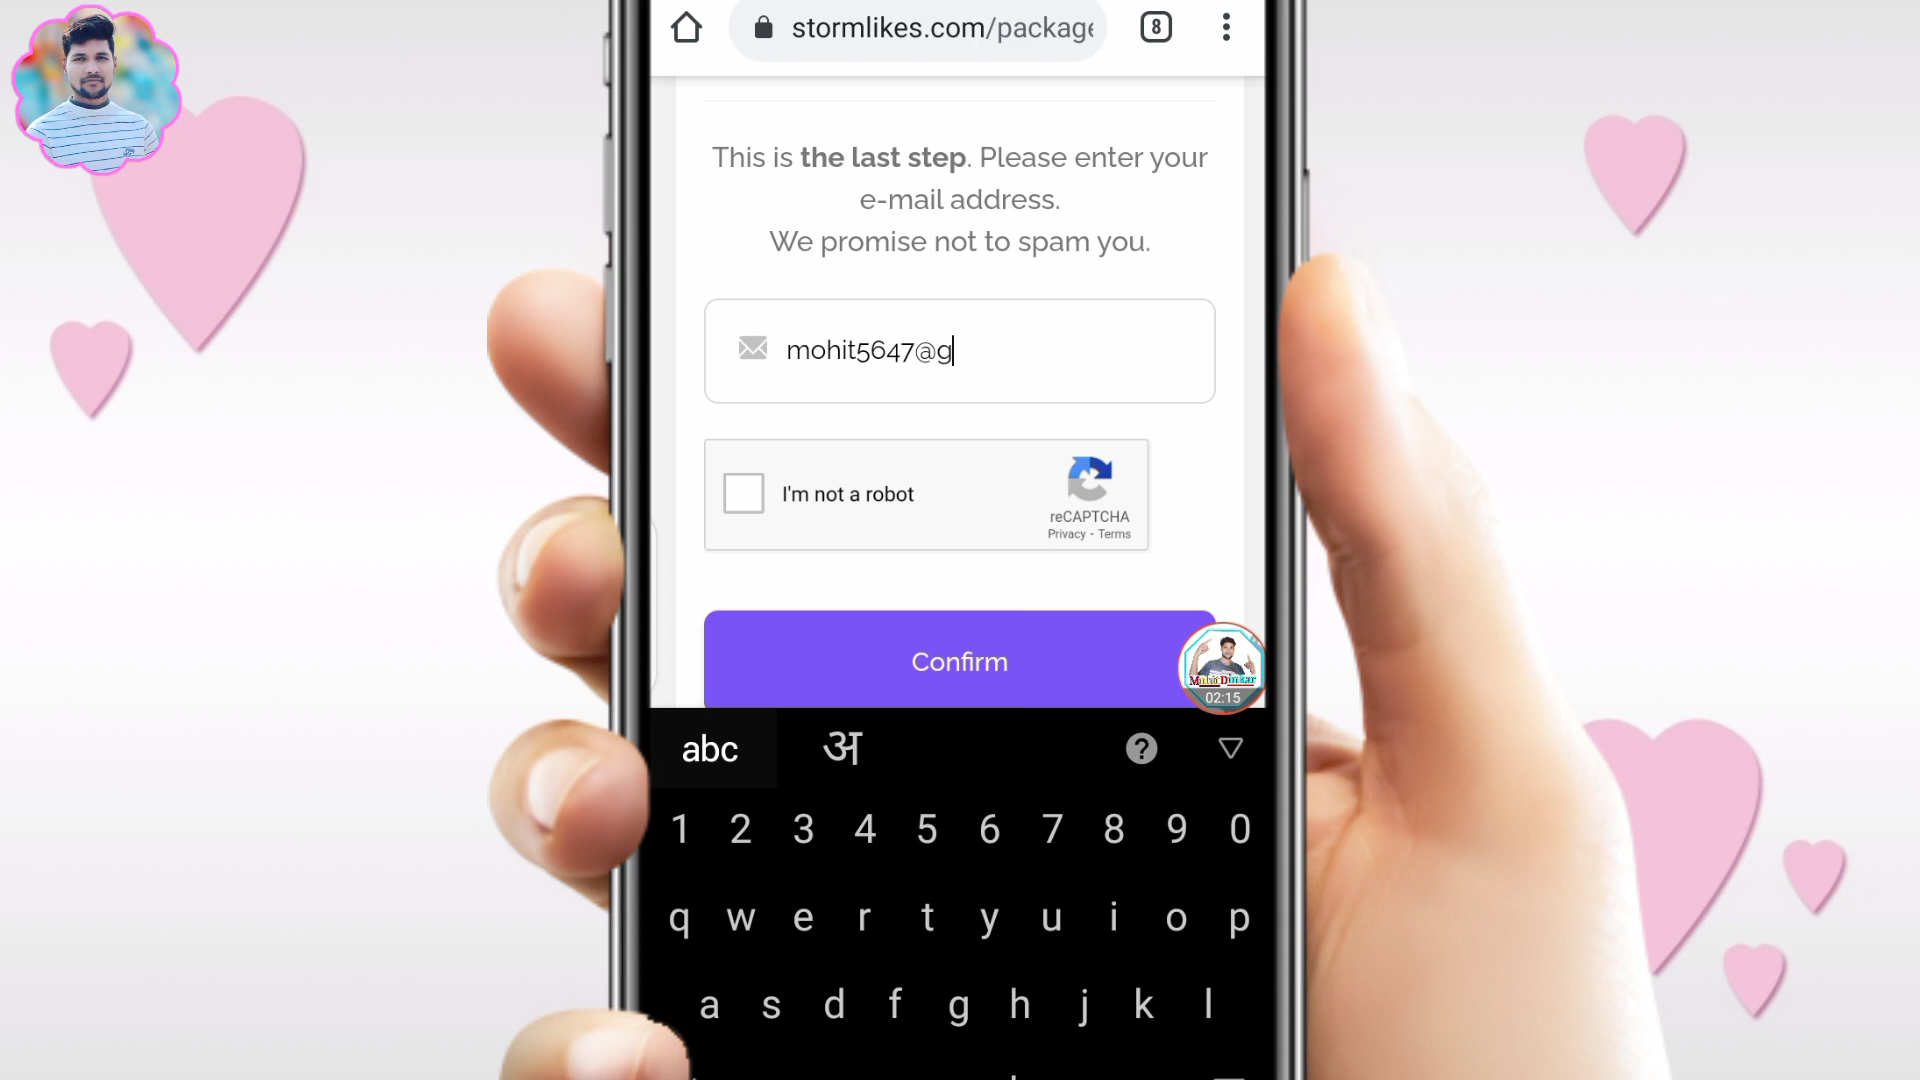 stormlikes.com/package
8
This is the last step. Please enter your
e-mail address.
We promise not to spam you.
mohit5647@g
I'm not a robot
reCAPTCHA
Privacy - Terms
Confirm
Mohit Dinkar
02:15
abc अ ?
1 2 3 4 5 6 7 8 9 0
q w e r t y u i o p
a s d f g h j k l